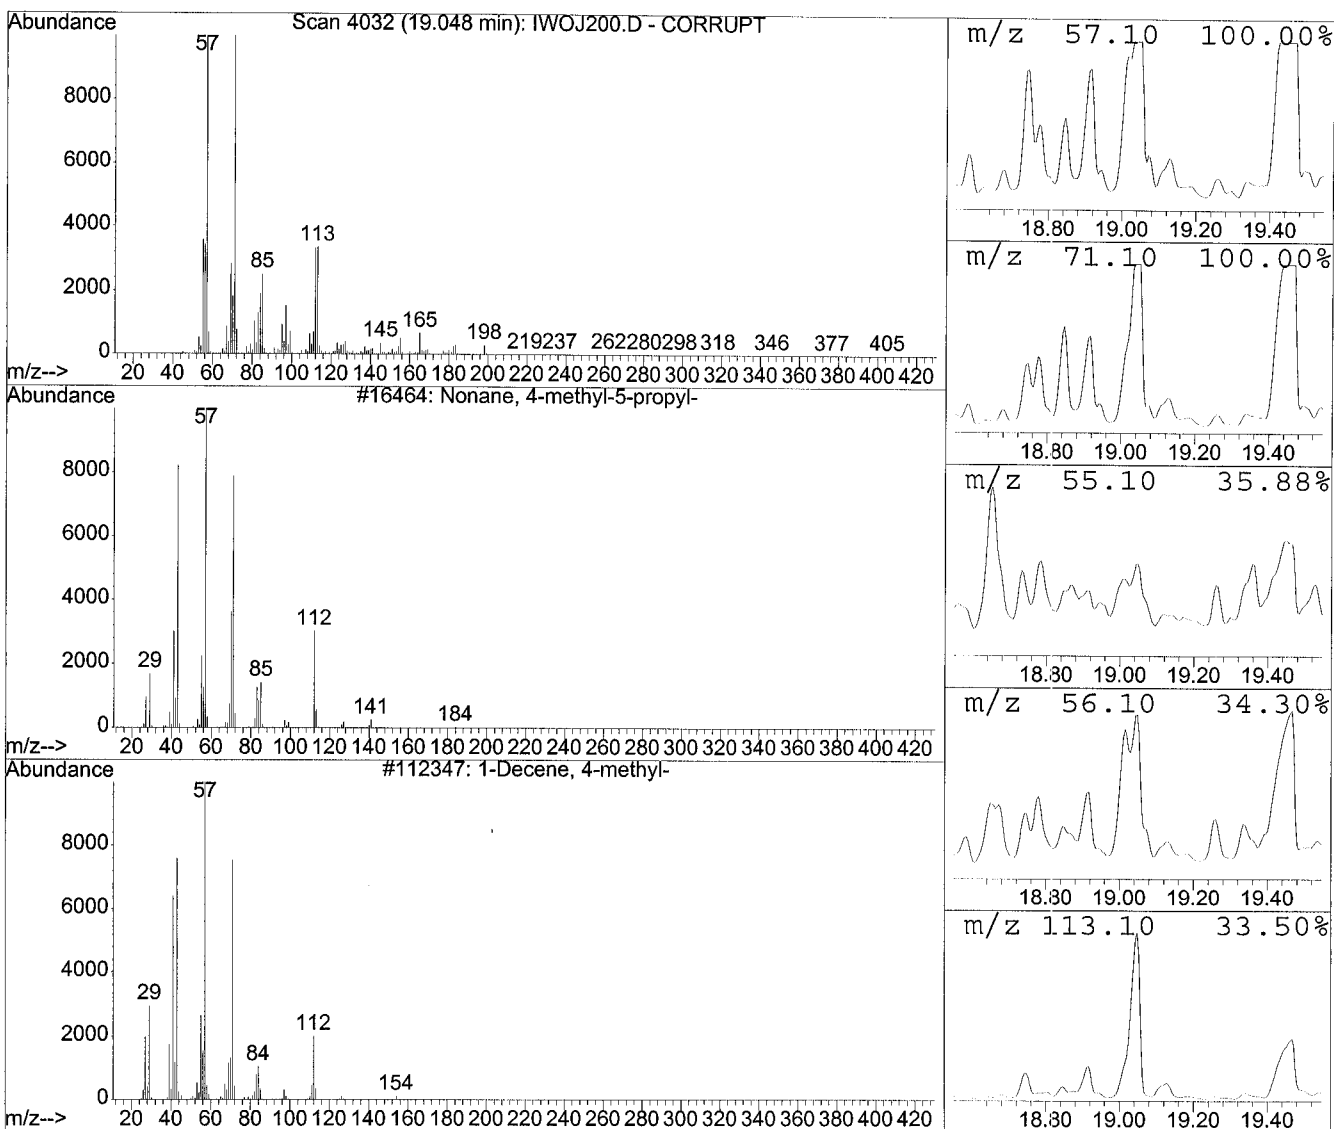 Abundance
Scan 4032 (19.048 min): IWOJ200.D - CORRUPT
57
8000
6000
4000
113
85
2000
145 165 198 219 237 262 280 298 318 346 377 405
0
20 40 60 80 100 120 140 160 180 200 220 240 260 280 300 320 340 360 380 400 420
m/z-->
Abundance
#16464: Nonane, 4-methyl-5-propyl-
57
8000
6000
4000
112
2000
29
85
141
184
0
20 40 60 80 100 120 140 160 180 200 220 240 260 280 300 320 340 360 380 400 420
m/z-->
Abundance
#112347: 1-Decene, 4-methyl-
57
8000
6000
4000
29
2000
112
84
154
0
20 40 60 80 100 120 140 160 180 200 220 240 260 280 300 320 340 360 380 400 420
m/z-->
m/z 57.10 100.00%
18.80 19.00 19.20 19.40
m/z 71.10 100.00%
18.80 19.00 19.20 19.40
m/z 55.10 35.88%
18.80 19.00 19.20 19.40
m/z 56.10 34.30%
18.80 19.00 19.20 19.40
m/z 113.10 33.50%
18.80 19.00 19.20 19.40